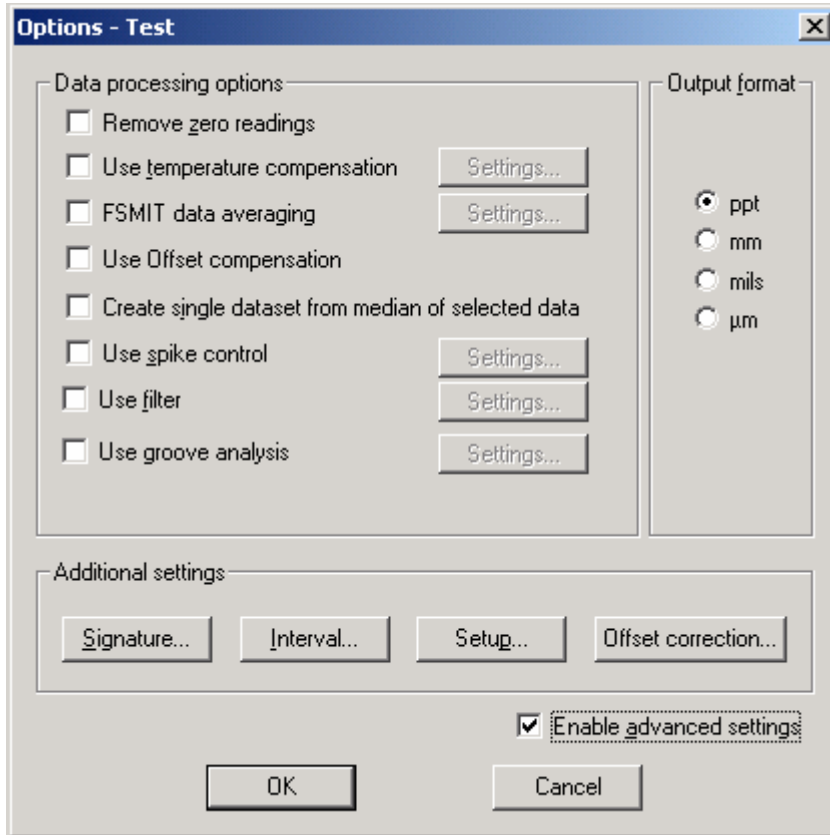 Options - Test
Data processing options
Remove zero readings
Use temperature compensation
Settings...
FSMIT data averaging
Settings...
Use Offset compensation
Create single dataset from median of selected data
Use spike control
Settings...
Use filter
Settings...
Use groove analysis
Settings...
Output format
ppt
mm
mils
µm
Additional settings
Signature...
Interval...
Setup...
Offset correction...
Enable advanced settings
OK
Cancel